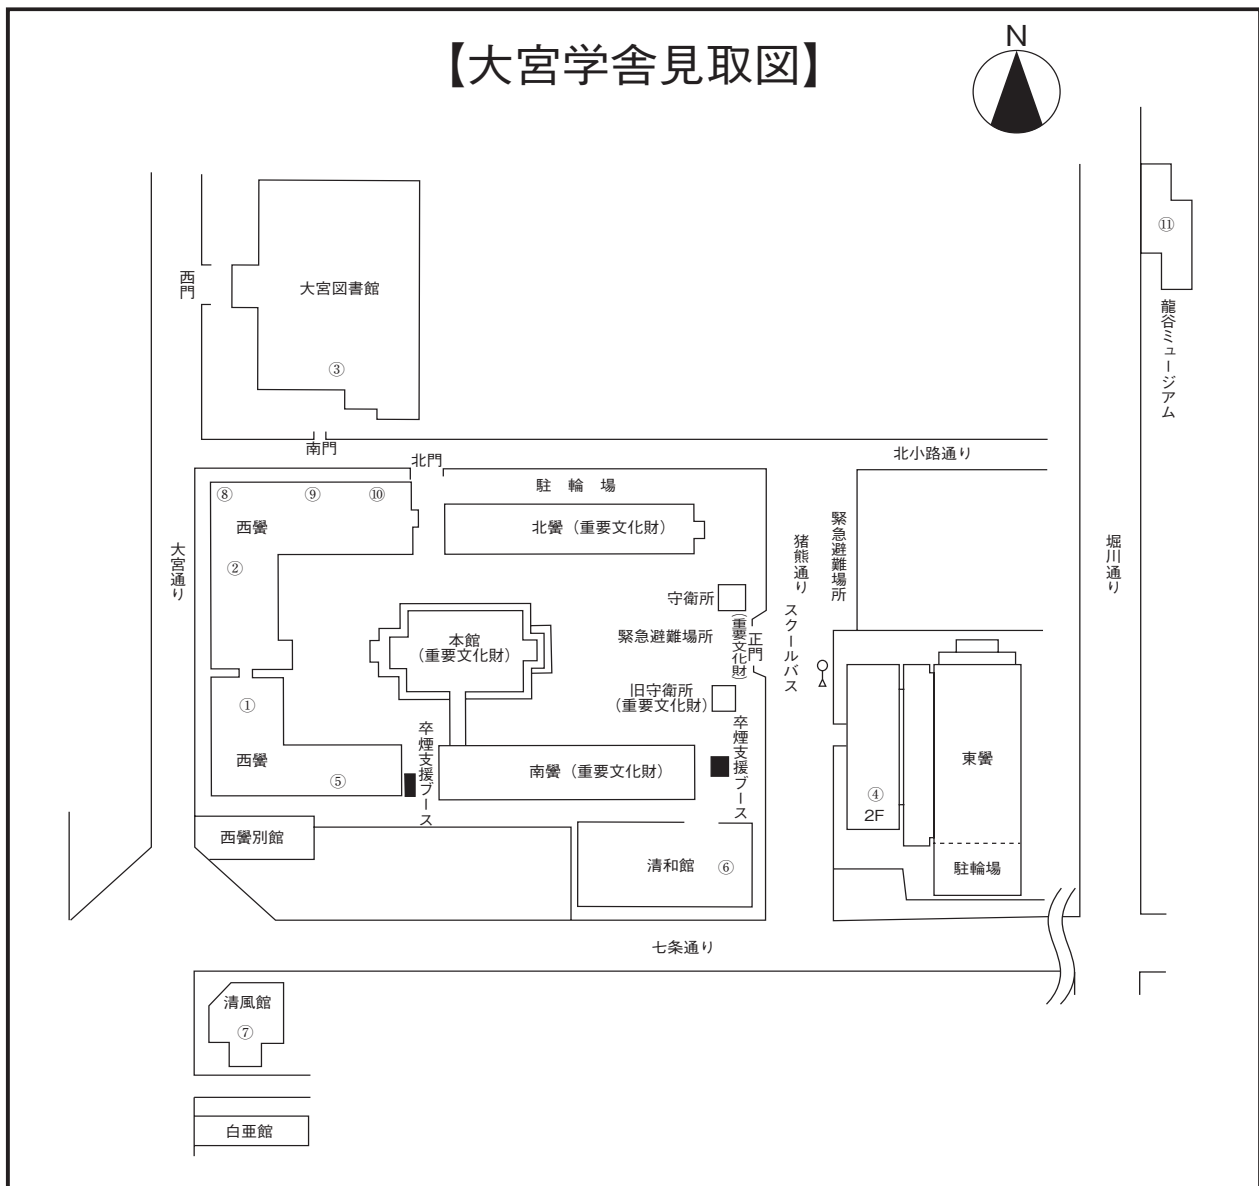 【大宮学舎見取図】
N
⑪
龍谷ミュージアム
西門
大宮図書館
③
南門
北門
北小路通り
駐輪場
⑧
⑨
⑩
西黌
②
北黌（重要文化財）
大宮通り
猪熊通り
緊急避難場所
堀川通り
守衛所
緊急避難場所
正門
（重要文化財）
スクールバス
本館
（重要文化財）
旧守衛所
（重要文化財）
①
西黌
⑤
卒煙支援ブース
南黌（重要文化財）
卒煙支援ブース
東黌
④
2F
駐輪場
西黌別館
清和館
⑥
七条通り
清風館
⑦
白亜館